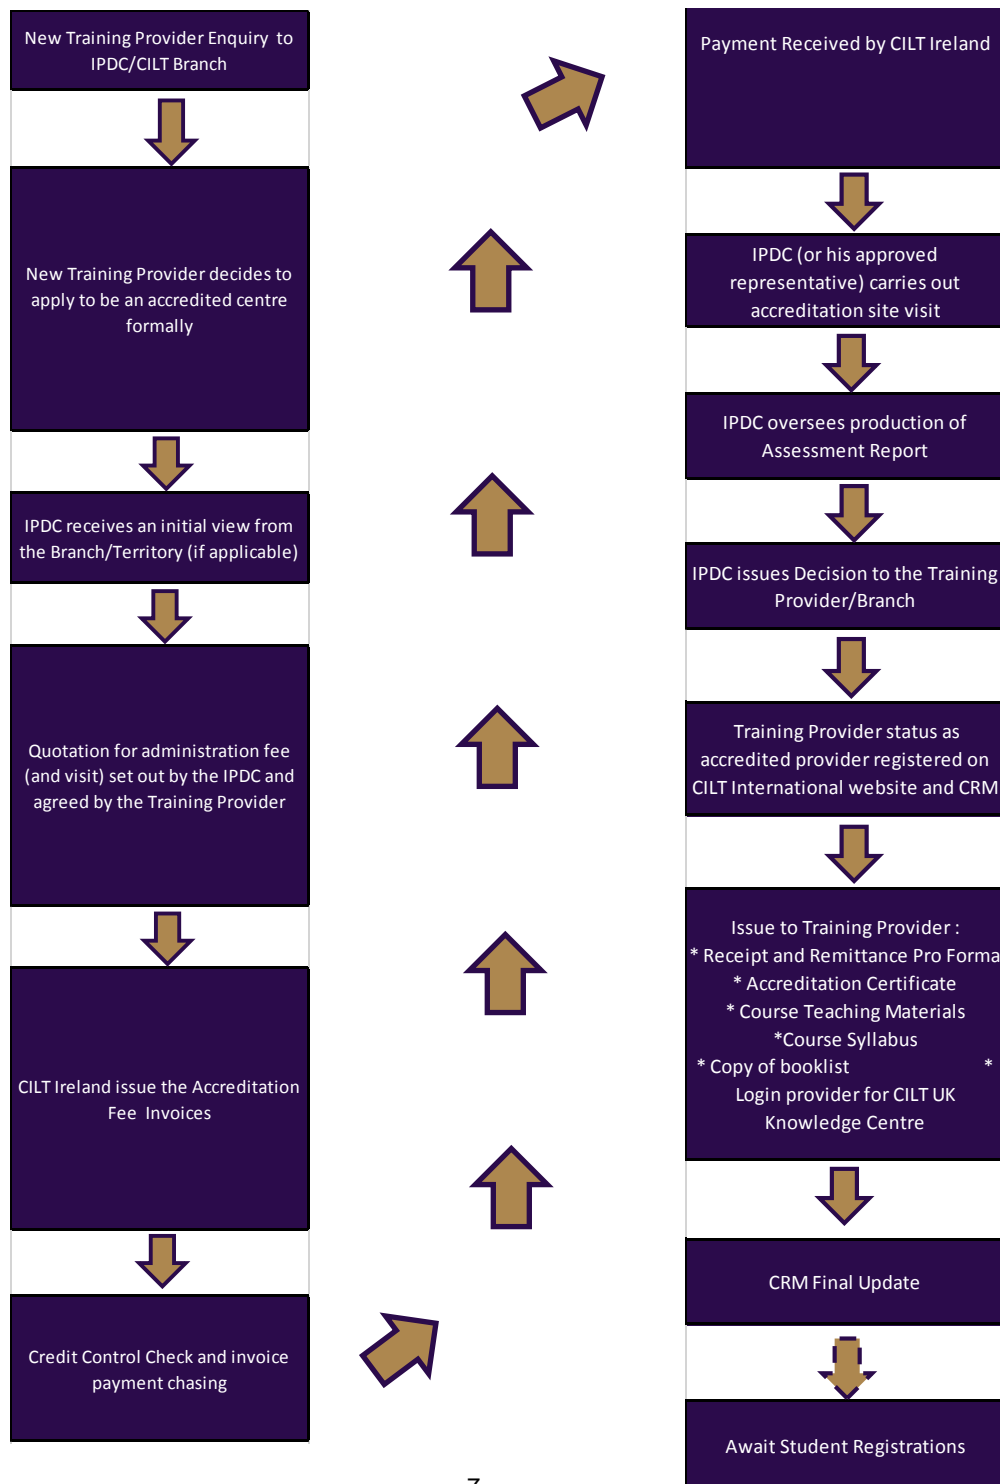 New Training Provider Enquiry to
IPDC/CILT Branch
New Training Provider decides to
apply to be an accredited centre
formally
IPDC receives an initial view from
the Branch/Territory (if applicable)
Quotation for administration fee
(and visit) set out by the IPDC and
agreed by the Training Provider
CILT Ireland issue the Accreditation
Fee Invoices
Credit Control Check and invoice
payment chasing
Payment Received by CILT Ireland
IPDC (or his approved
representative) carries out
accreditation site visit
IPDC oversees production of
Assessment Report
IPDC issues Decision to the Training
Provider/Branch
Training Provider status as
accredited provider registered on
CILT International website and CRM
Issue to Training Provider :
* Receipt and Remittance Pro Forma
* Accreditation Certificate
* Course Teaching Materials
*Course Syllabus
* Copy of booklist *
Login provider for CILT UK
Knowledge Centre
CRM Final Update
Await Student Registrations